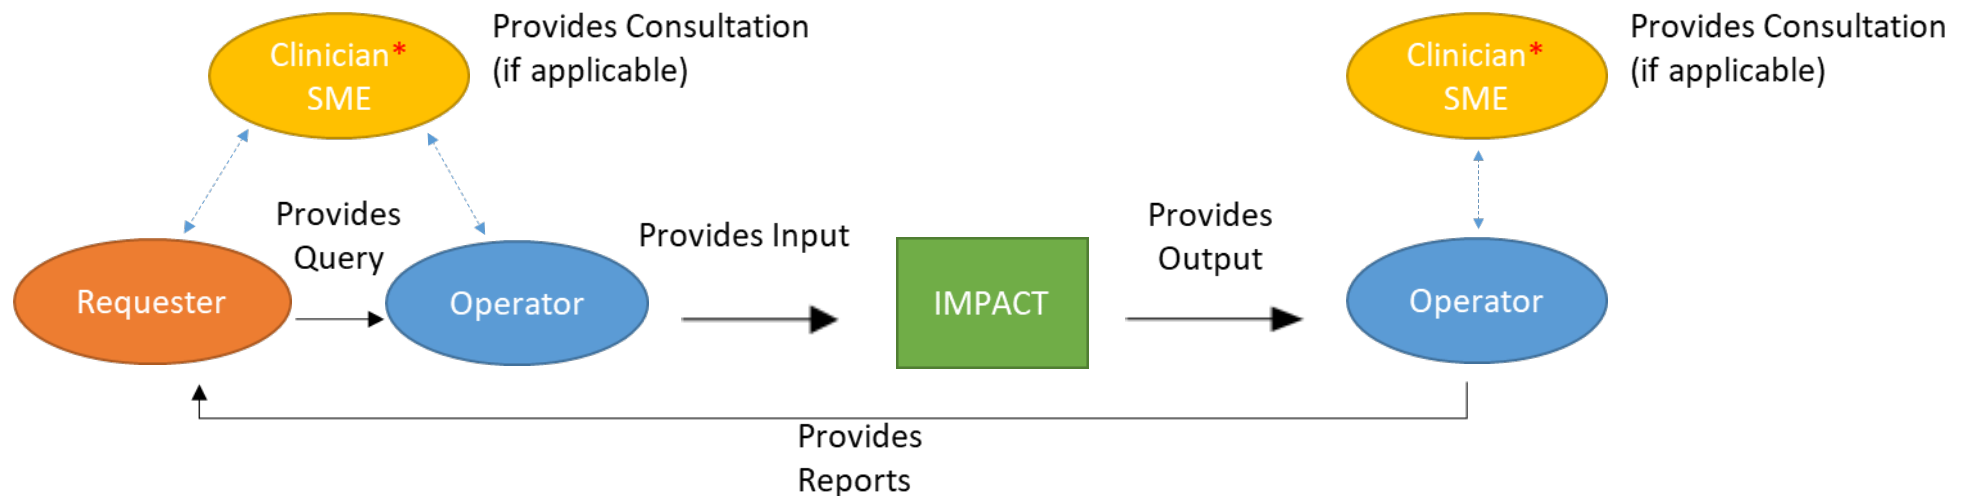 Clinician*
SME
Provides Consultation
(if applicable)
Clinician*
SME
Provides Consultation
(if applicable)
Provides
Query
Provides Input
Provides
Output
Requester
Operator
IMPACT
Operator
Provides
Reports